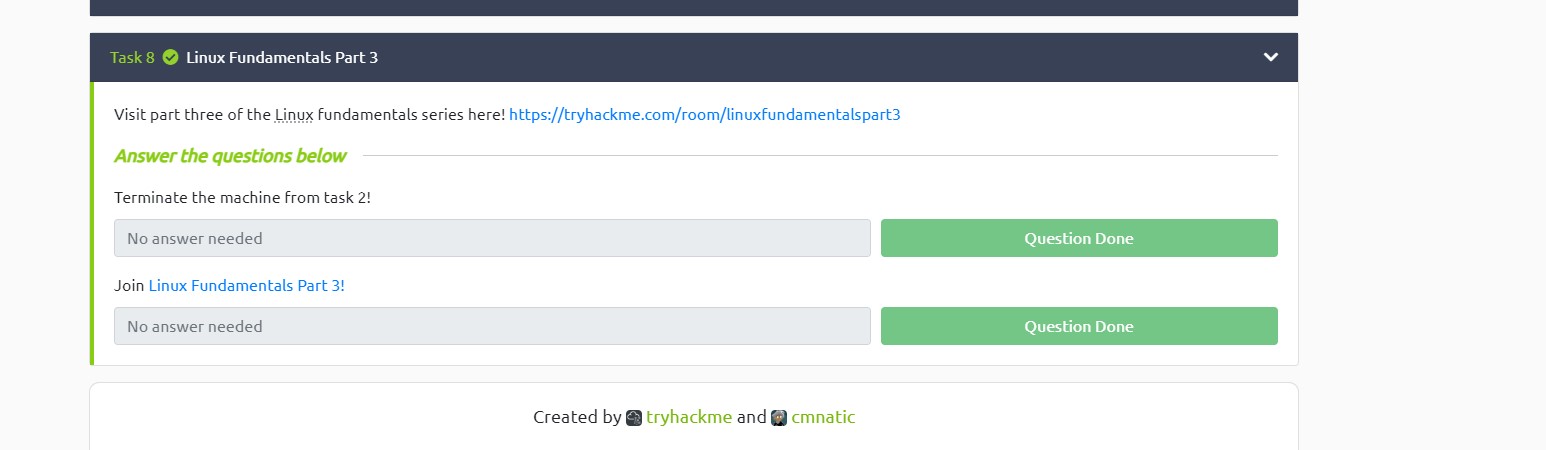 Task 8 Linux Fundamentals Part 3
Visit part three of the Linux fundamentals series here! https://tryhackme.com/room/linuxfundamentalspart3
Answer the questions below
Terminate the machine from task 2!
No answer needed Question Done
Join Linux Fundamentals Part 3!
No answer needed Question Done
Created by tryhackme and cmnatic